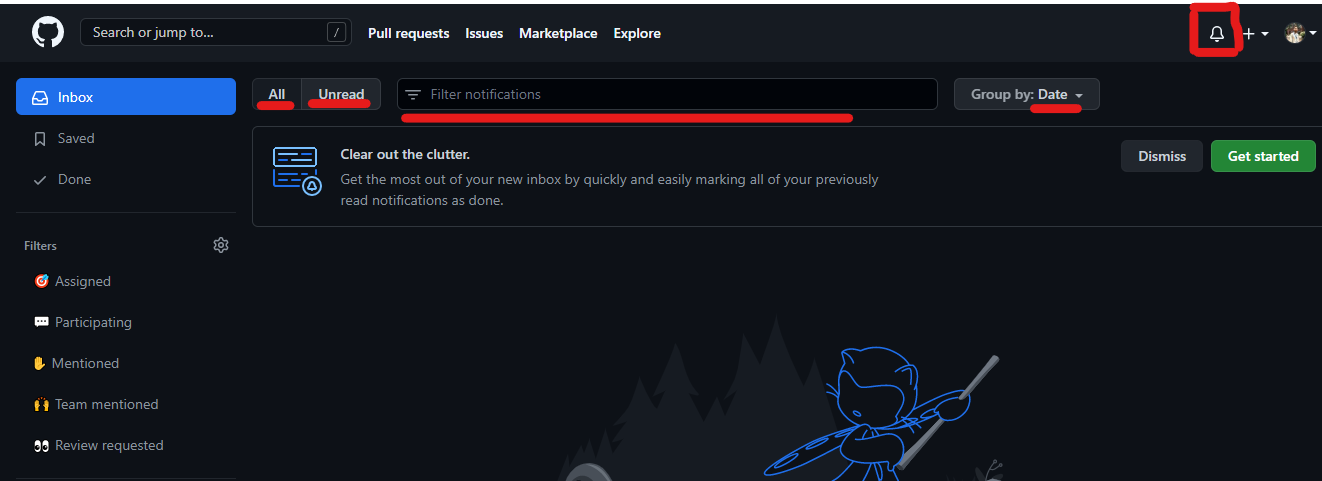 Search or jump to... /
Pull requests Issues Marketplace Explore
Inbox
Saved
Done
Filters
Assigned
Participating
Mentioned
Team mentioned
Review requested
All Unread Filter notifications Group by: Date
Clear out the clutter.
Get the most out of your new inbox by quickly and easily marking all of your previously
read notifications as done.
Dismiss Get started